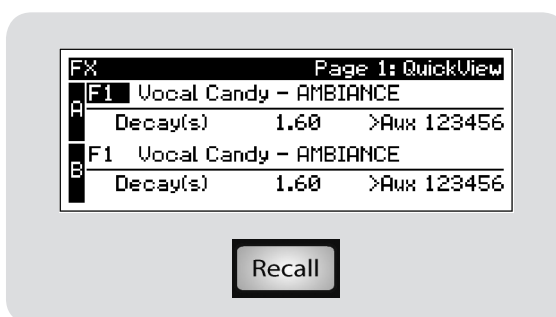 FX Page 1: QuickView
A F1 Vocal Candy - AMBIANCE
Decay(s) 1.60 >Aux 123456
B F1 Vocal Candy - AMBIANCE
Decay(s) 1.60 >Aux 123456
Recall